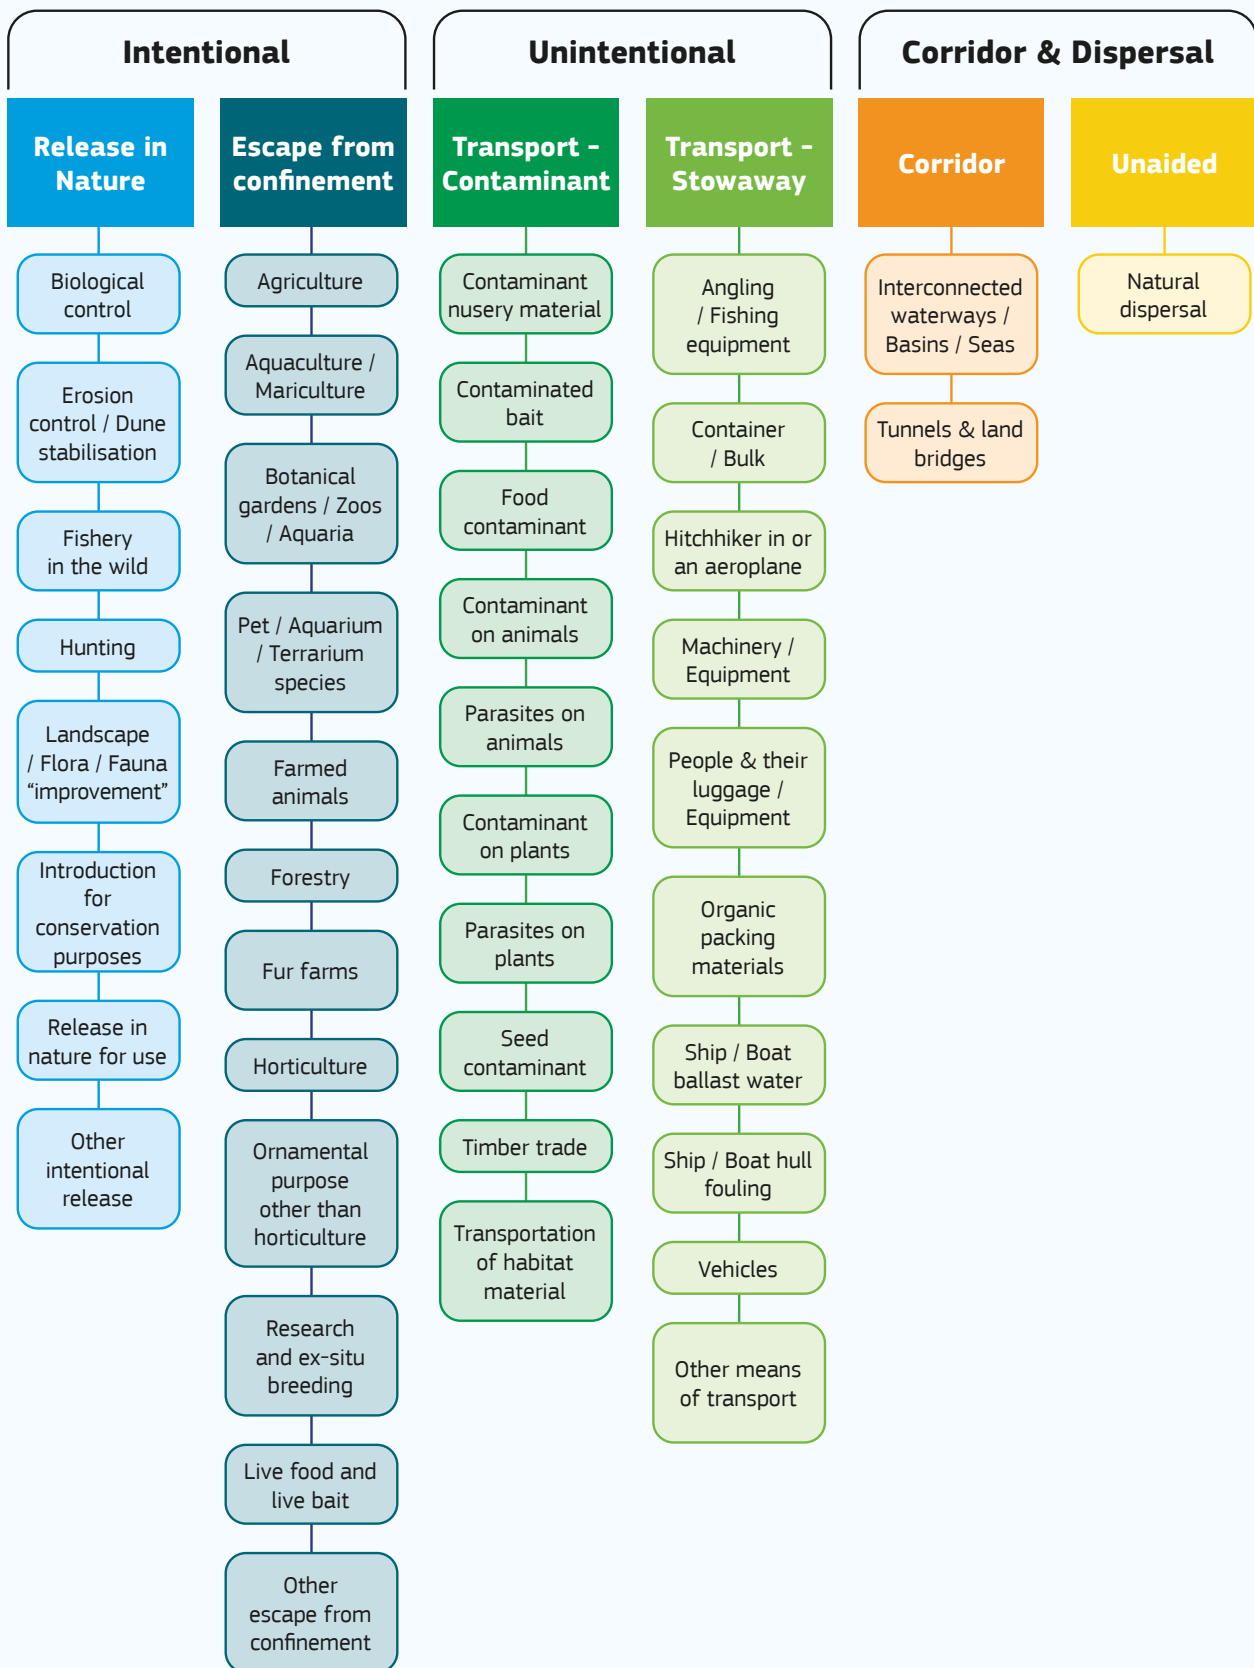 Intentional
Release in
Nature
Biological
control
Erosion
control / Dune
stabilisation
Fishery
in the wild
Hunting
Landscape
/ Flora / Fauna
“improvement”
Introduction
for
conservation
purposes
Release in
nature for use
Other
intentional
release
Escape from
confinement
Agriculture
Aquaculture /
Mariculture
Botanical
gardens / Zoos
/ Aquaria
Pet / Aquarium
/ Terrarium
species
Farmed
animals
Forestry
Fur farms
Horticulture
Ornamental
purpose
other than
horticulture
Research
and ex-situ
breeding
Live food and
live bait
Other
escape from
confinement
Unintentional
Transport -
Contaminant
Contaminant
nusery material
Contaminated
bait
Food
contaminant
Contaminant
on animals
Parasites on
animals
Contaminant
on plants
Parasites on
plants
Seed
contaminant
Timber trade
Transportation
of habitat
material
Transport -
Stowaway
Angling
/ Fishing
equipment
Container
/ Bulk
Hitchhiker in or
an aeroplane
Machinery /
Equipment
People & their
luggage /
Equipment
Organic
packing
materials
Ship / Boat
ballast water
Ship / Boat hull
fouling
Vehicles
Other means
of transport
Corridor & Dispersal
Corridor
Interconnected
waterways /
Basins / Seas
Tunnels & land
bridges
Unaided
Natural
dispersal